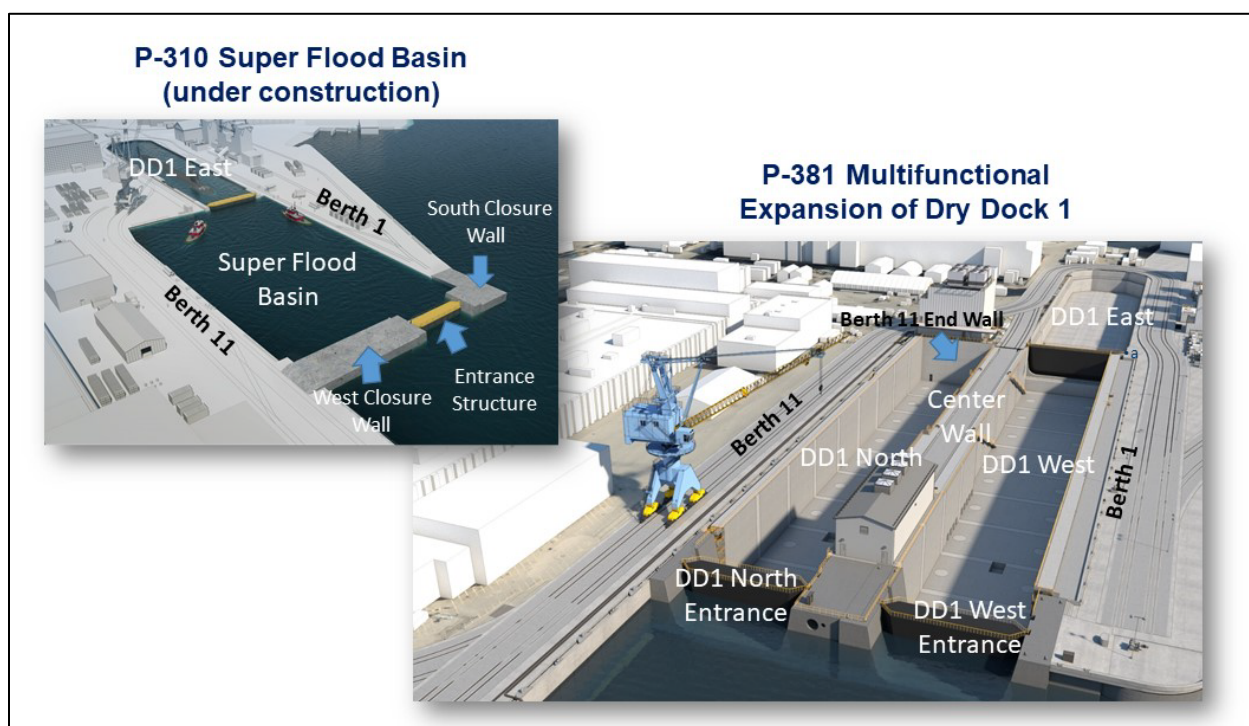 P-310 Super Flood Basin
(under construction)
DD1 East
Berth 1
South Closure
Wall
Super Flood
Basin
Berth 11
West Closure
Wall
Entrance
Structure
P-381 Multifunctional
Expansion of Dry Dock 1
Berth 11 End Wall
DD1 East
a
Berth 11
Center
Wall
DD1 North
DD1 West
Berth 1
DD1 North
Entrance
DD1 West
Entrance